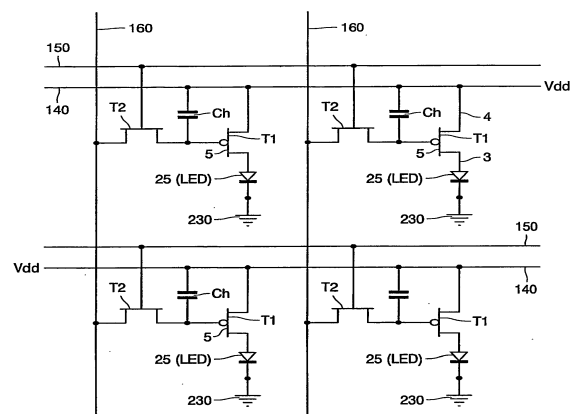 160 160
150
140 Vdd
T2 Ch T2 Ch 4
T1 T1
5 5 3
25 (LED) 25 (LED)
230 230
150
Vdd
140
T2 Ch T2
T1 T1
5
25 (LED) 25 (LED)
230 230